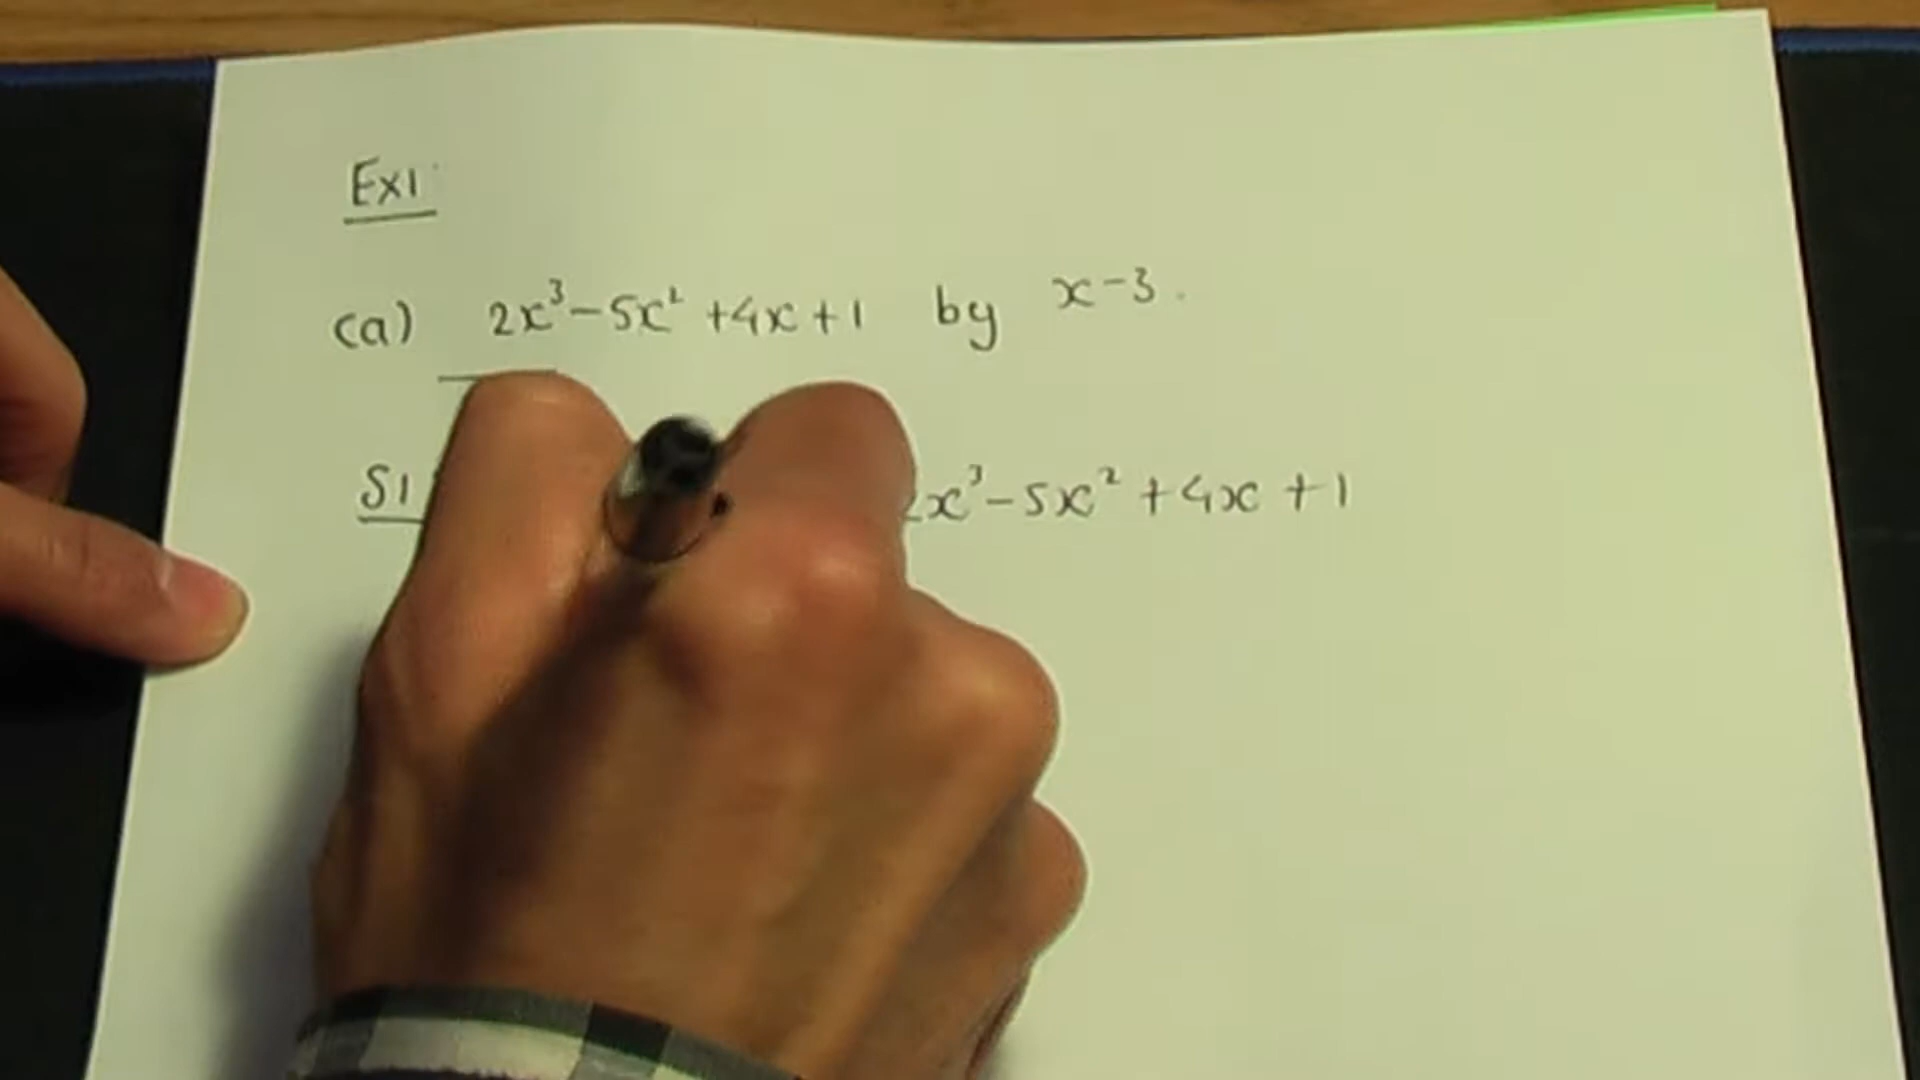 Ex1
(a) 2x³-5x² +4x+1 by x-3.
S1 2x³-5x² +4x +1